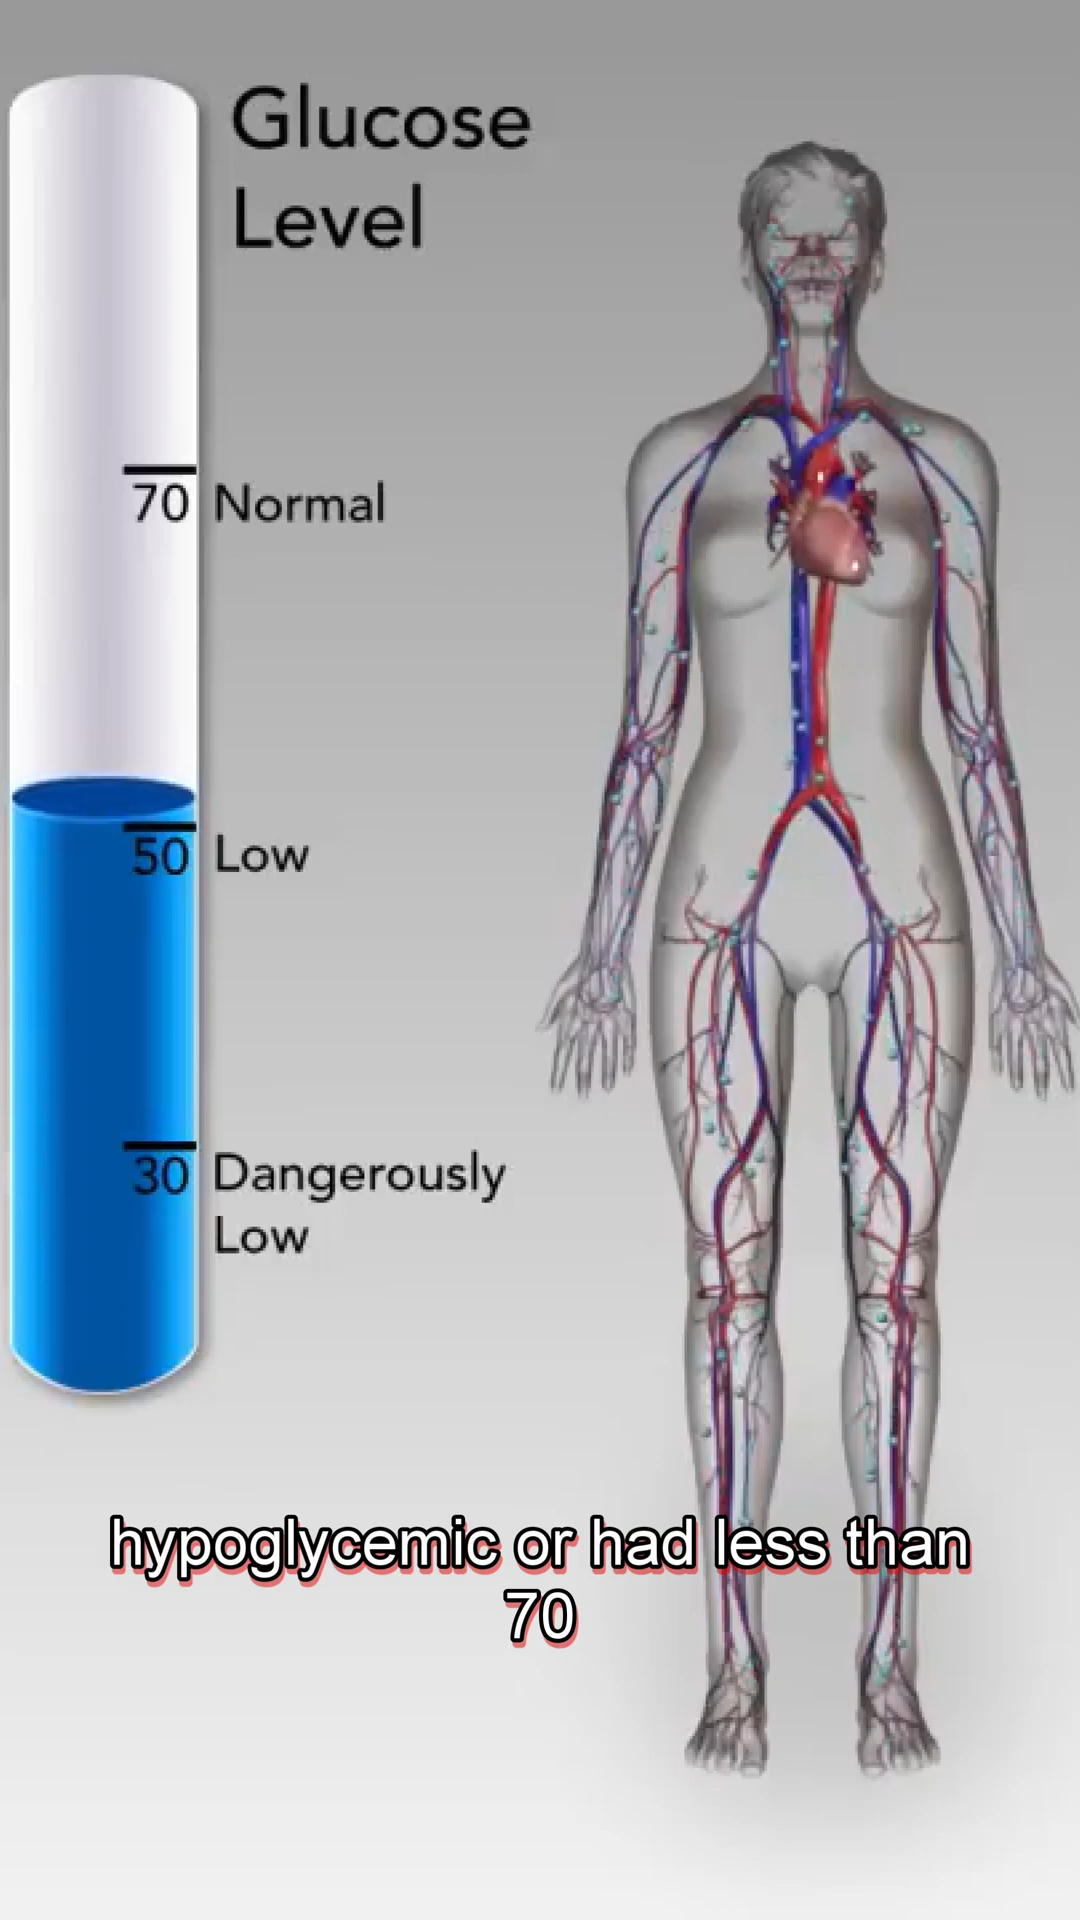 Glucose
Level
70 Normal
50 Low
30 Dangerously
Low
hypoglycemic or had less than
70